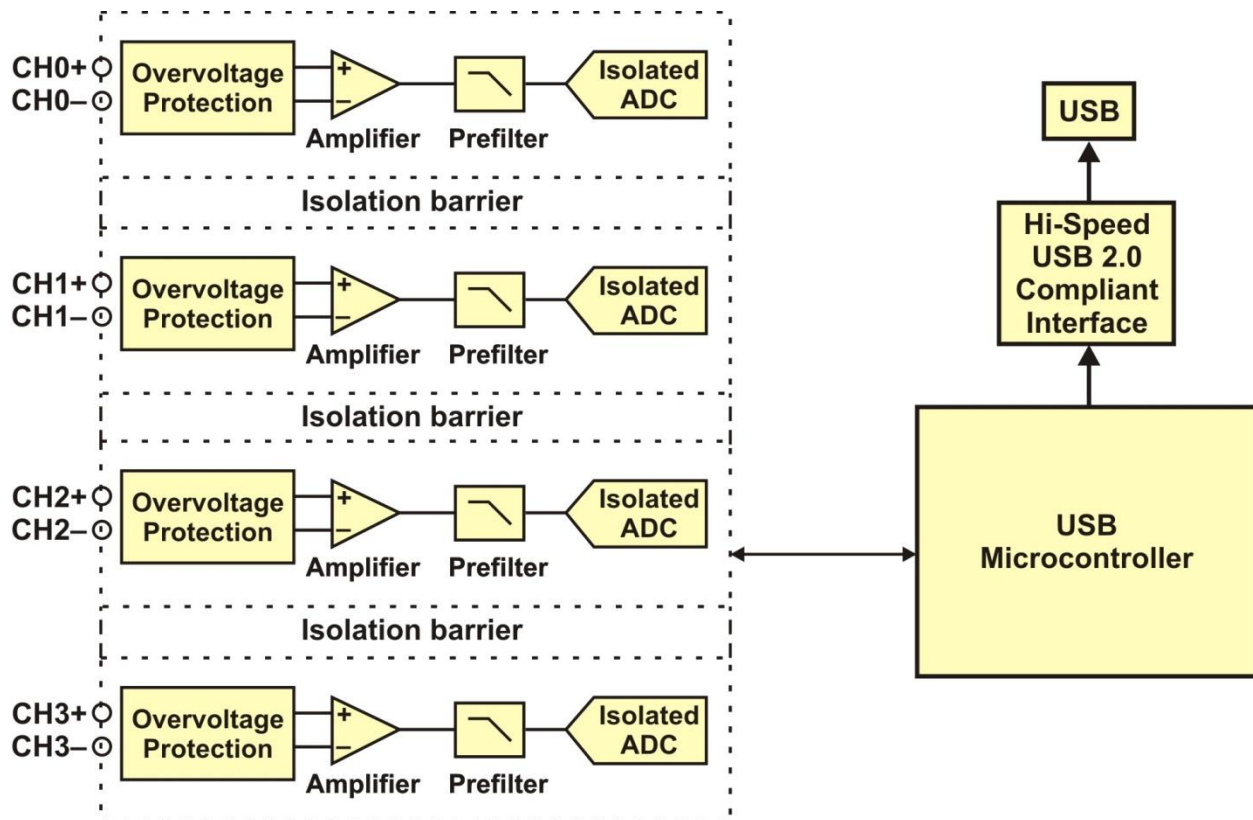 CH0+
CH0–
Overvoltage
Protection
+
–
Amplifier
Prefilter
Isolated
ADC
Isolation barrier
CH1+
CH1–
Overvoltage
Protection
+
–
Amplifier
Prefilter
Isolated
ADC
Isolation barrier
CH2+
CH2–
Overvoltage
Protection
+
–
Amplifier
Prefilter
Isolated
ADC
Isolation barrier
CH3+
CH3–
Overvoltage
Protection
+
–
Amplifier
Prefilter
Isolated
ADC
USB
Hi-Speed
USB 2.0
Compliant
Interface
USB
Microcontroller